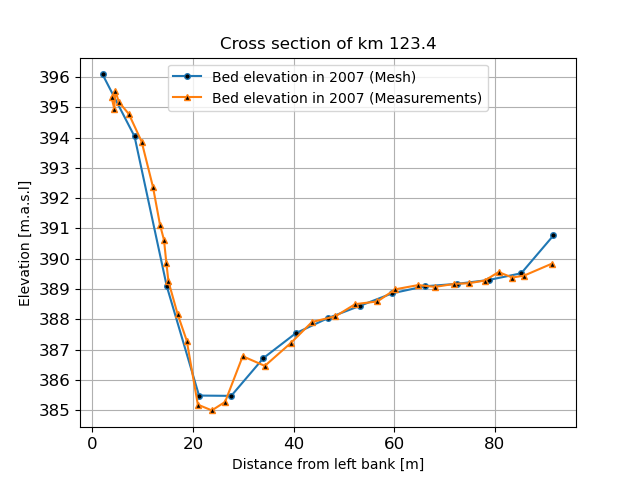 Cross section of km 123.4
Bed elevation in 2007 (Mesh)
Bed elevation in 2007 (Measurements)
Elevation [m.a.s.l]
396
395
394
393
392
391
390
389
388
387
386
385
0 20 40 60 80
Distance from left bank [m]